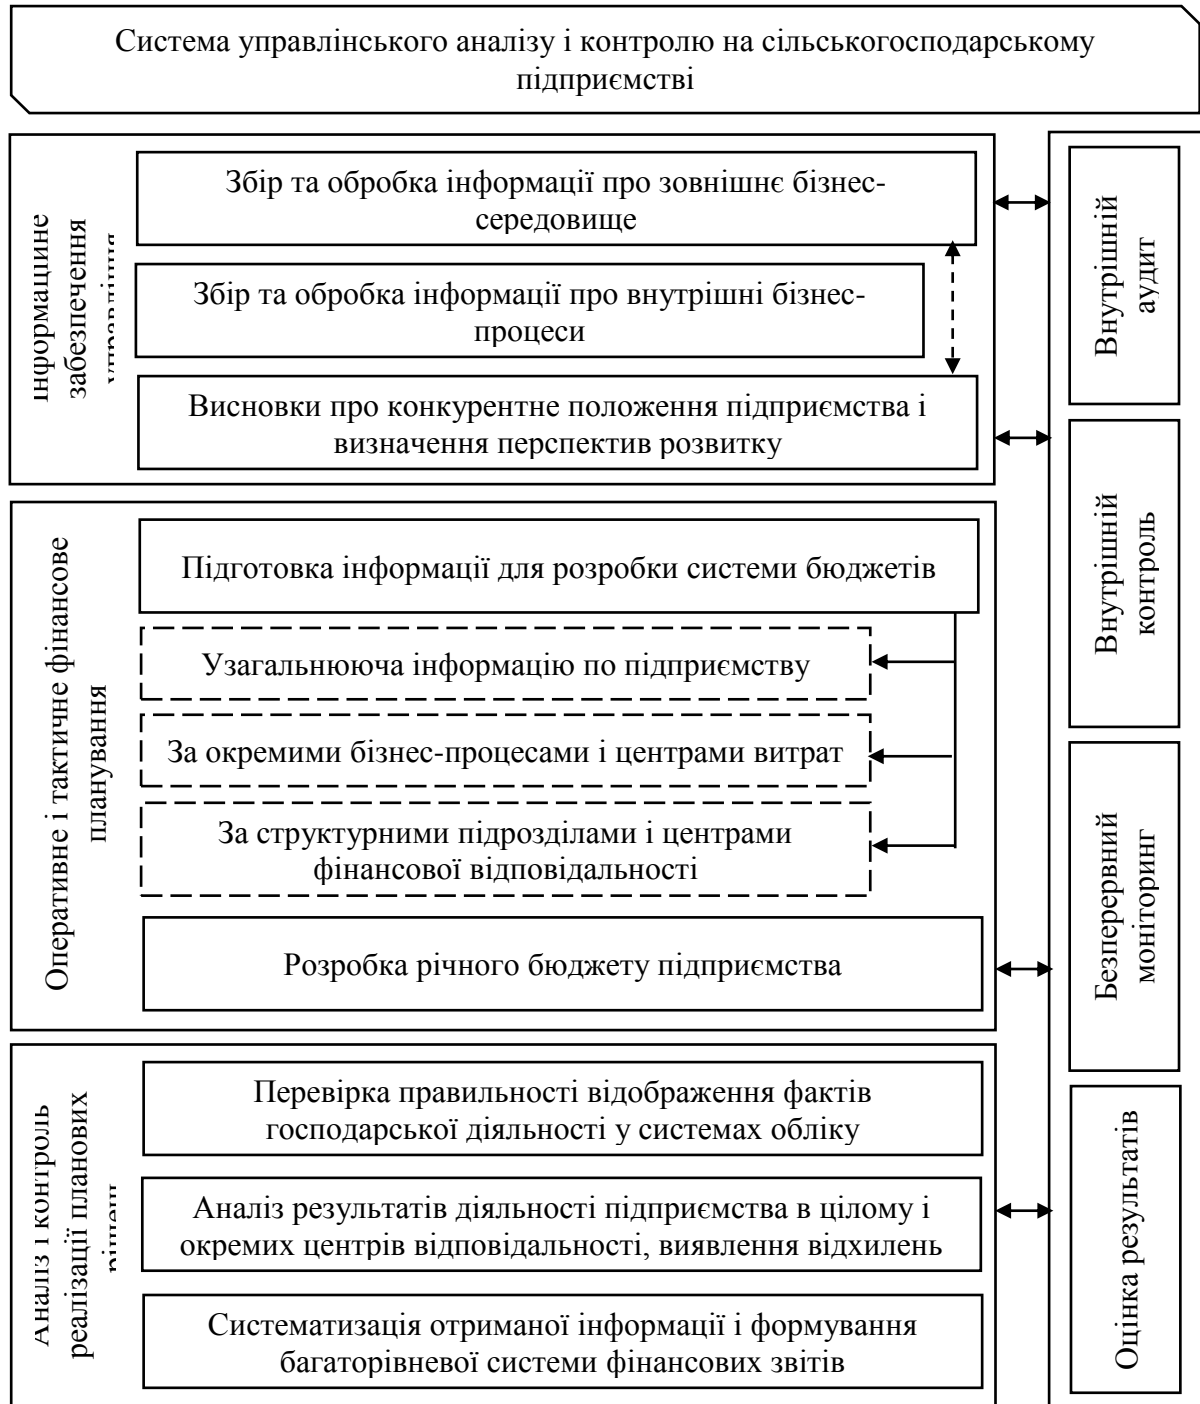 Система управлінського аналізу і контролю на сільськогосподарському
підприємстві
Інформаційне
забезпечення
управління
Збір та обробка інформації про зовнішнє бізнес-
середовище
Збір та обробка інформації про внутрішні бізнес-
процеси
Висновки про конкурентне положення підприємства і
визначення перспектив розвитку
Оперативне і тактичне фінансове
планування
Підготовка інформації для розробки системи бюджетів
Узагальнююча інформацію по підприємству
За окремими бізнес-процесами і центрами витрат
За структурними підрозділами і центрами
фінансової відповідальності
Розробка річного бюджету підприємства
Аналіз і контроль
реалізації планових
Перевірка правильності відображення фактів
господарської діяльності у системах обліку
Аналіз результатів діяльності підприємства в цілому і
окремих центрів відповідальності, виявлення відхилень
Систематизація отриманої інформації і формування
багаторівневої системи фінансових звітів
Внутрішній
аудит
Внутрішній
контроль
Безперервний
моніторинг
Оцінка результатів